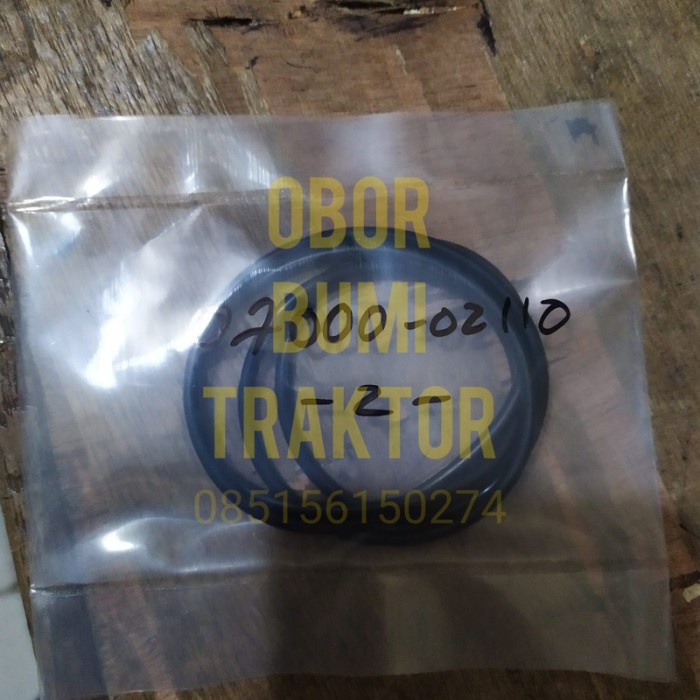 OBOR
07000-02110
BUMI
- 2 -
TRAKTOR
085156150274